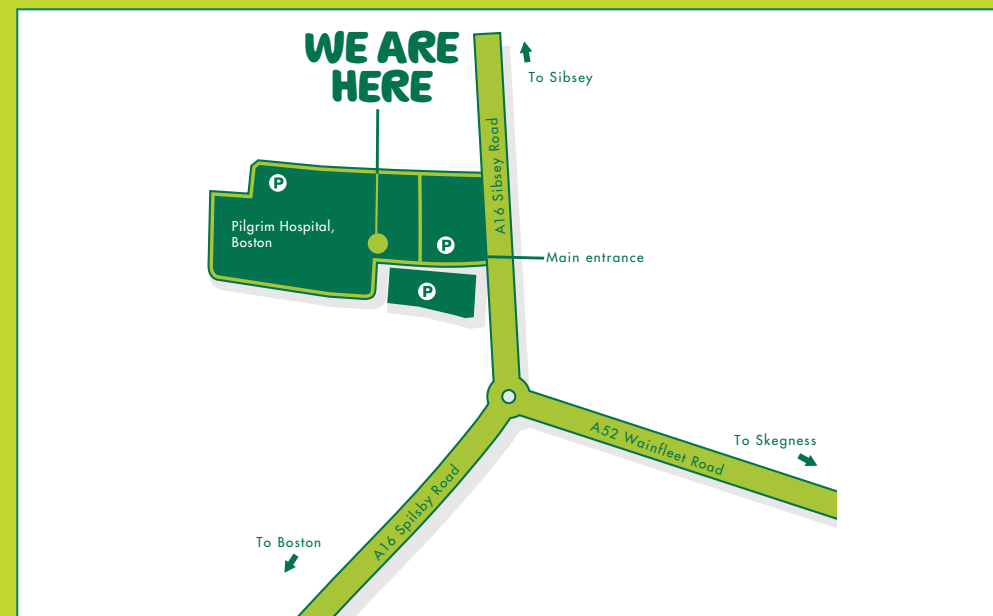 WE ARE
HERE
To Sibsey
A16 Sibsey Road
P
Pilgrim Hospital,
Boston
P
Main entrance
P
A52 Wainfleet Road
To Skegness
A16 Spilsby Road
To Boston